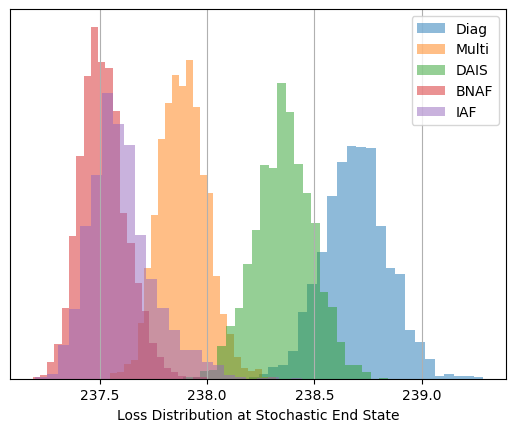 Diag
Multi
DAIS
BNAF
IAF
237.5 238.0 238.5 239.0
Loss Distribution at Stochastic End State